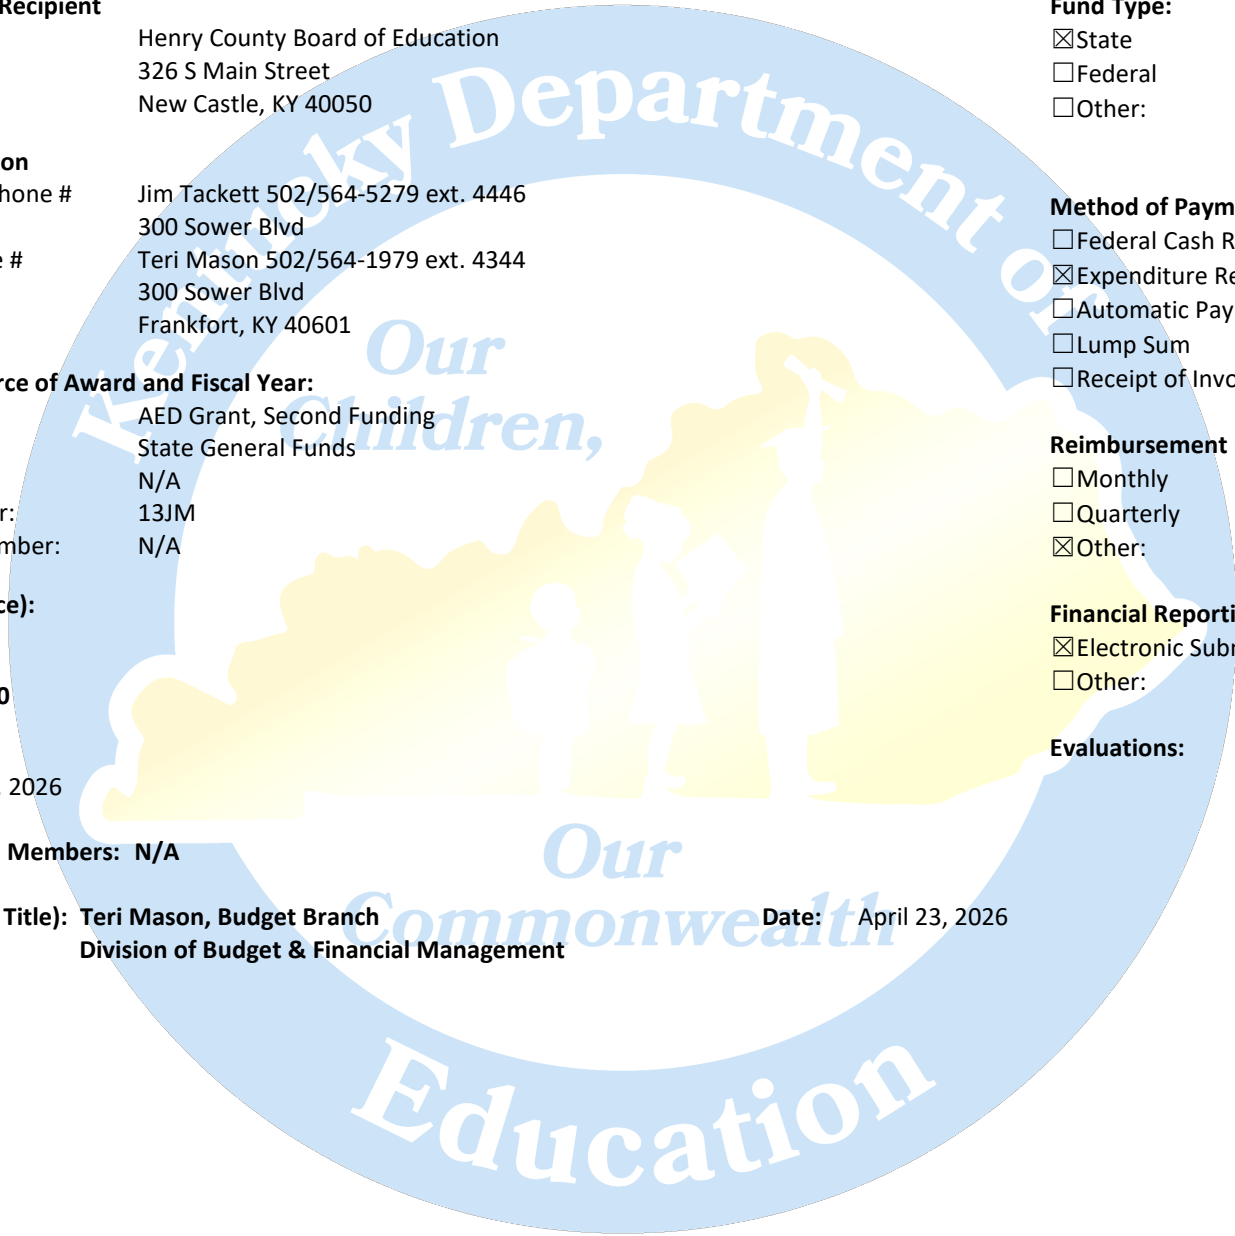 Recipient
Henry County Board of Education
326 S Main Street
New Castle, KY 40050
on
hone # Jim Tackett 502/564-5279 ext. 4446
300 Sower Blvd
e # Teri Mason 502/564-1979 ext. 4344
300 Sower Blvd
Frankfort, KY 40601
rce of Award and Fiscal Year:
AED Grant, Second Funding
State General Funds
N/A
r: 13JM
mber: N/A
ce):
0
, 2026
Members: N/A
Title): Teri Mason, Budget Branch Date: April 23, 2026
Division of Budget & Financial Management
Fund Type:
☒State
☐Federal
☐Other:
Method of Paym
☐Federal Cash R
☒Expenditure Re
☐Automatic Pay
☐Lump Sum
☐Receipt of Invo
Reimbursement
☐Monthly
☐Quarterly
☒Other:
Financial Reporti
☒Electronic Subr
☐Other:
Evaluations:
Kentucky Department of
Education
Our
Children,
Our
Commonwealth